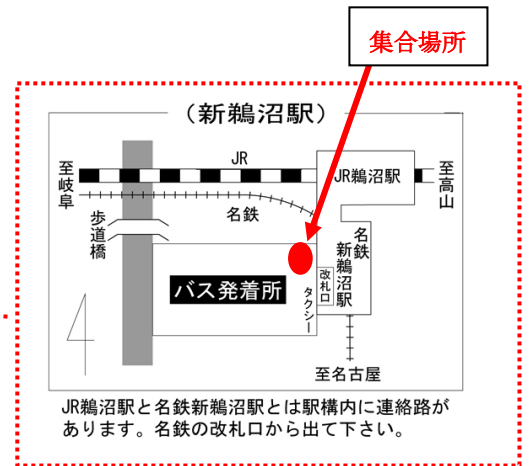 集合場所
（新鵜沼駅）
JR
JR鵜沼駅
至岐阜
至高山
名鉄
歩道橋
名鉄
新鵜沼駅
改札口
バス発着所
タクシー
至名古屋
JR鵜沼駅と名鉄新鵜沼駅とは駅構内に連絡路が
あります。名鉄の改札口から出て下さい。